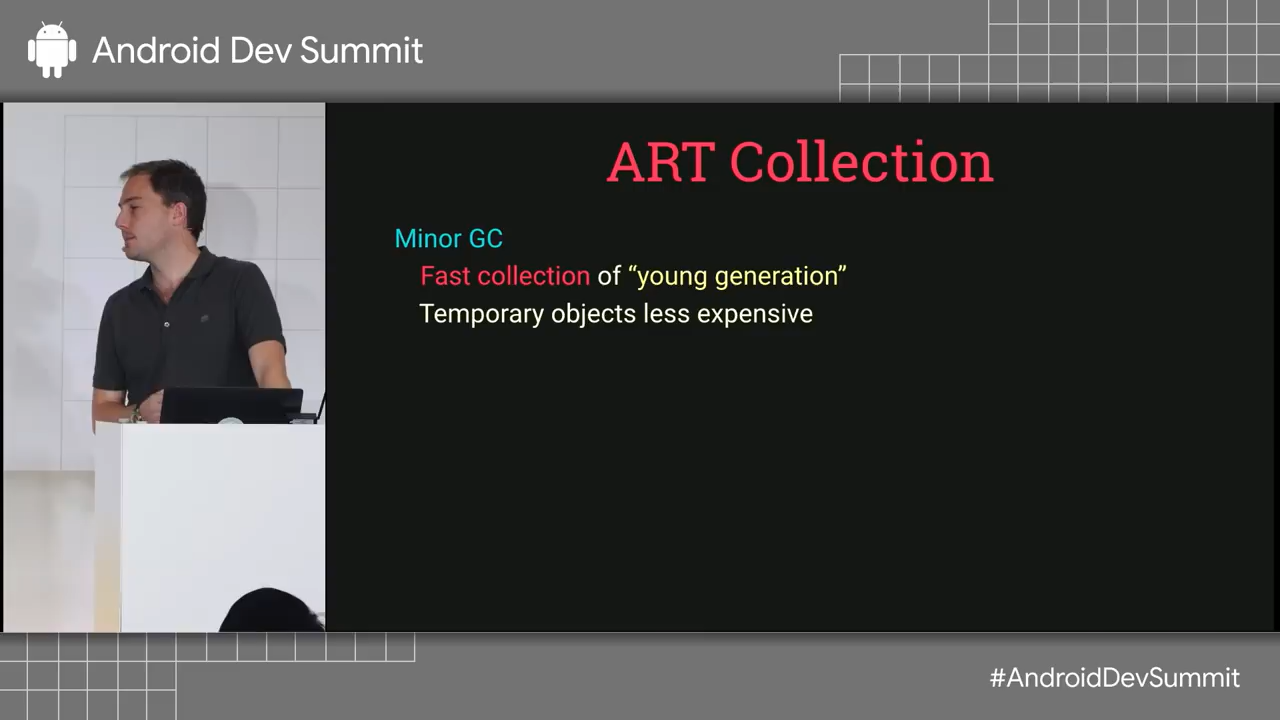 Android Dev Summit
ART Collection
Minor GC
Fast collection of “young generation”
Temporary objects less expensive
#AndroidDevSummit